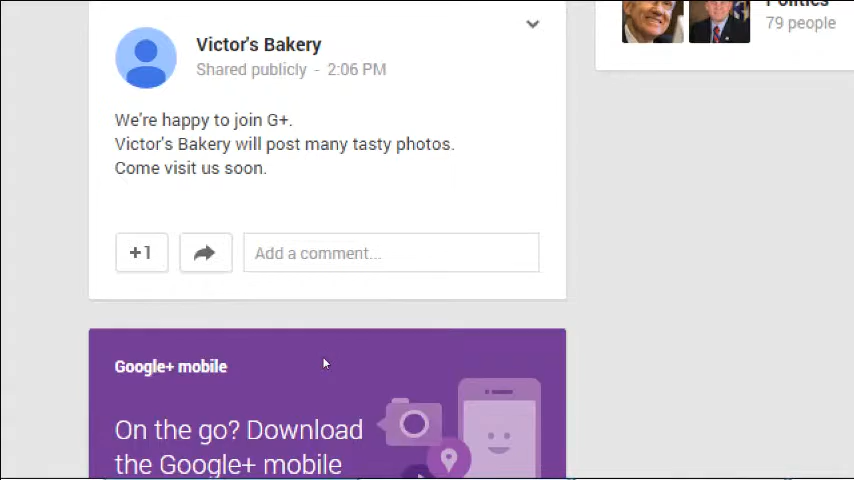 Victor's Bakery
Shared publicly - 2:06 PM
We're happy to join G+.
Victor's Bakery will post many tasty photos.
Come visit us soon.
+1
Add a comment...
Politics
79 people
Google+ mobile
On the go? Download
the Google+ mobile